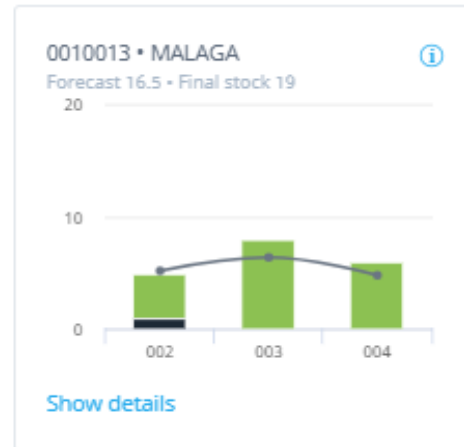 0010013 • MALAGA
Forecast 16.5 • Final stock 19
20
10
0
002 003 004
Show details